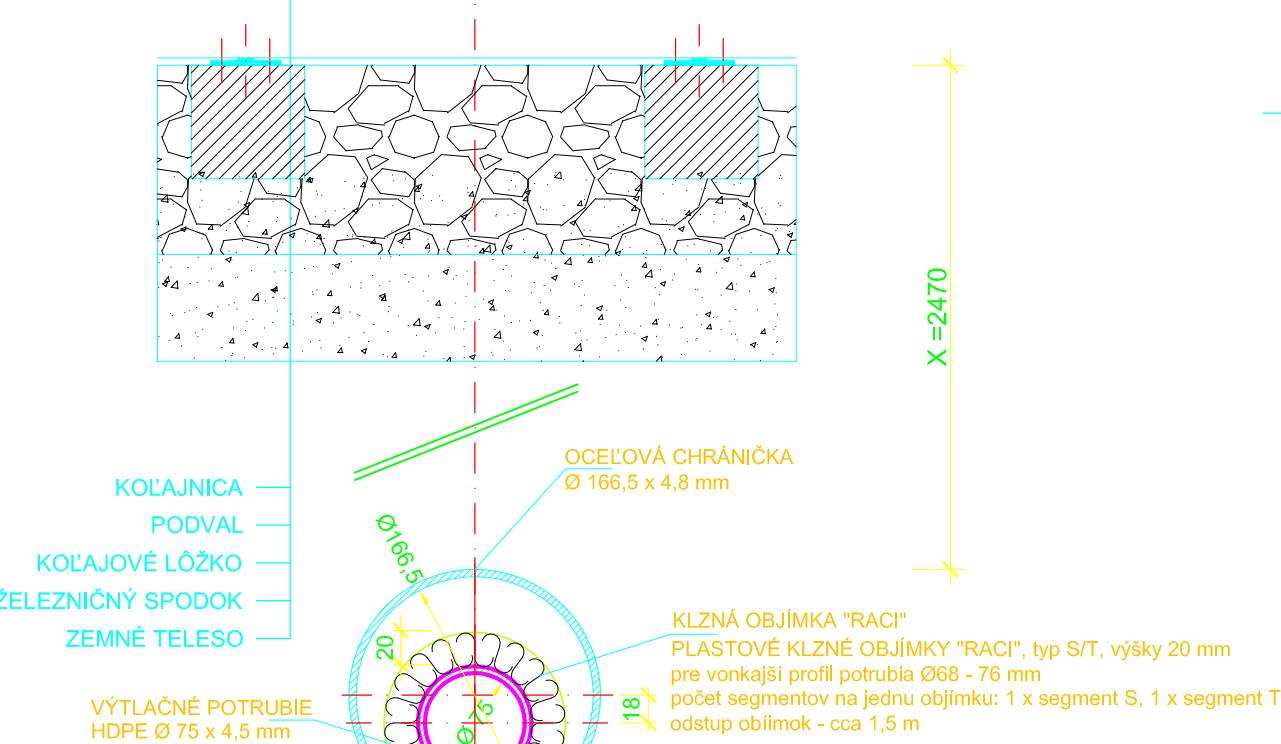 X =2470
OCEĽOVÁ CHRÁNIČKA
Ø 166,5 x 4,8 mm
KOĽAJNICA
PODVAL
KOĽAJOVÉ LÔŽKO
ŽELEZNIČNÝ SPODOK
ZEMNÉ TELESO
Ø166,5
20
KLZNÁ OBJÍMKA "RACI"
PLASTOVÉ KLZNÉ OBJÍMKY "RACI", typ S/T, výšky 20 mm
pre vonkajší profil potrubia Ø68 - 76 mm
počet segmentov na jednu objímku: 1 x segment S, 1 x segment T
odstup objímok - cca 1,5 m
18
Ø 75
VÝTLAČNÉ POTRUBIE
HDPE Ø 75 x 4,5 mm